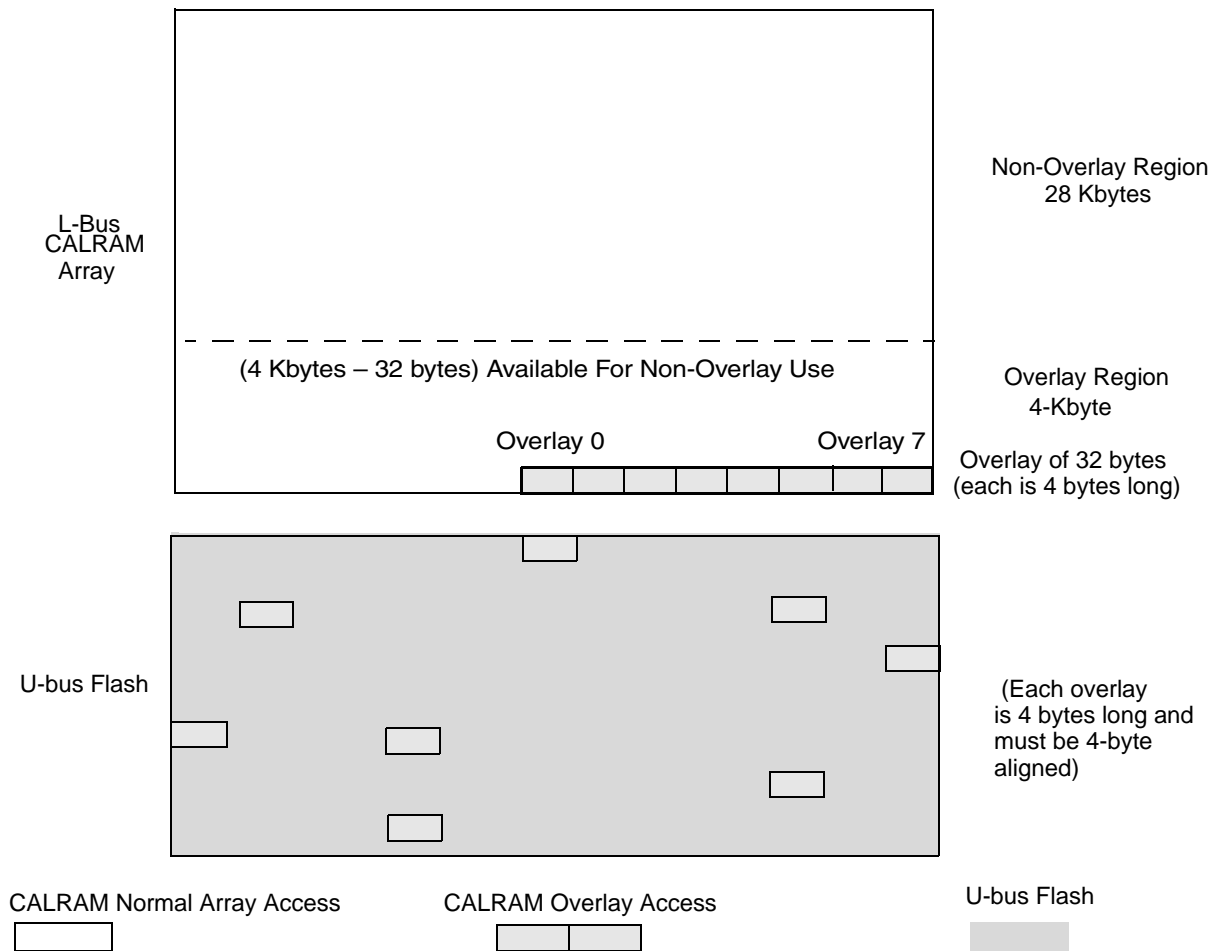 Non-Overlay Region
28 Kbytes
L-Bus
CALRAM
Array
(4 Kbytes – 32 bytes) Available For Non-Overlay Use
Overlay Region
4-Kbyte
Overlay 0
Overlay 7
Overlay of 32 bytes
(each is 4 bytes long)
U-bus Flash
(Each overlay
is 4 bytes long and
must be 4-byte
aligned)
CALRAM Normal Array Access
CALRAM Overlay Access
U-bus Flash